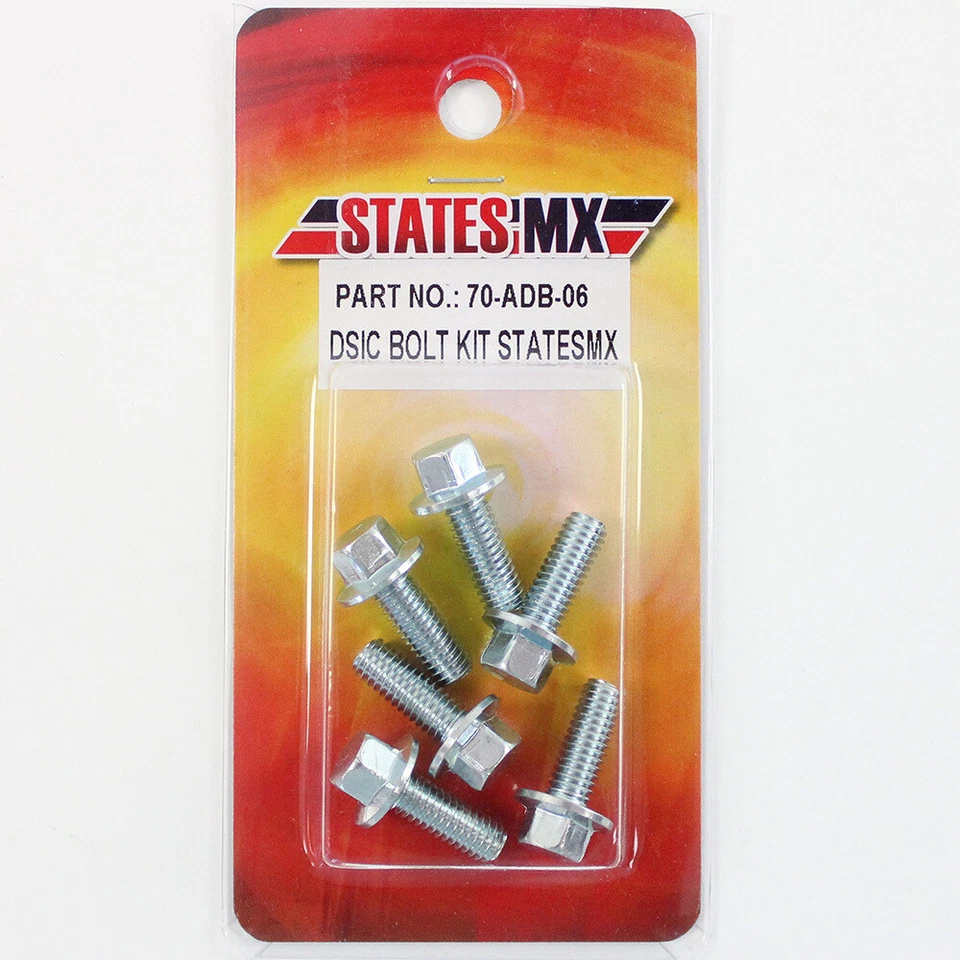 STATES MX
PART NO.: 70-ADB-06
DSIC BOLT KIT STATESMX